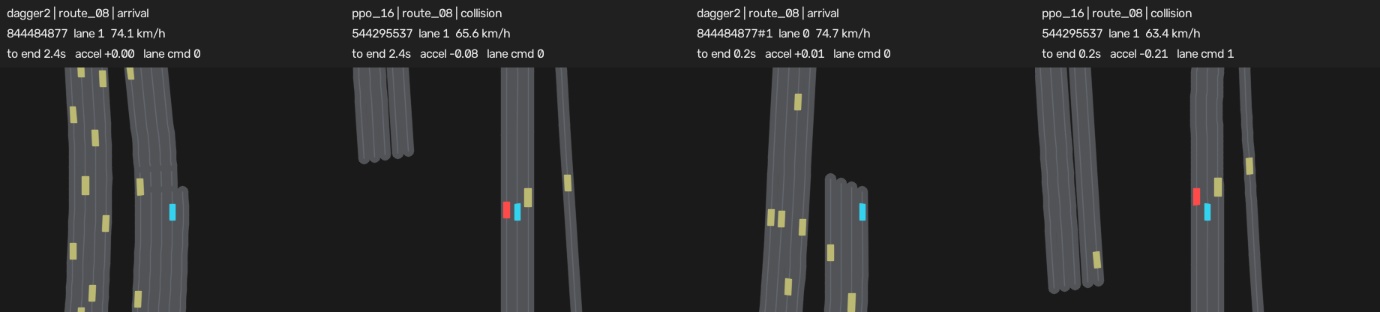 dagger2 | route_08 | arrival
844484877 lane 1 74.1 km/h
to end 2.4s accel +0.00 lane cmd 0
ppo_16 | route_08 | collision
544295537 lane 1 65.6 km/h
to end 2.4s accel -0.08 lane cmd 0
dagger2 | route_08 | arrival
844484877#1 lane 0 74.7 km/h
to end 0.2s accel +0.01 lane cmd 0
ppo_16 | route_08 | collision
544295537 lane 1 63.4 km/h
to end 0.2s accel -0.21 lane cmd 1